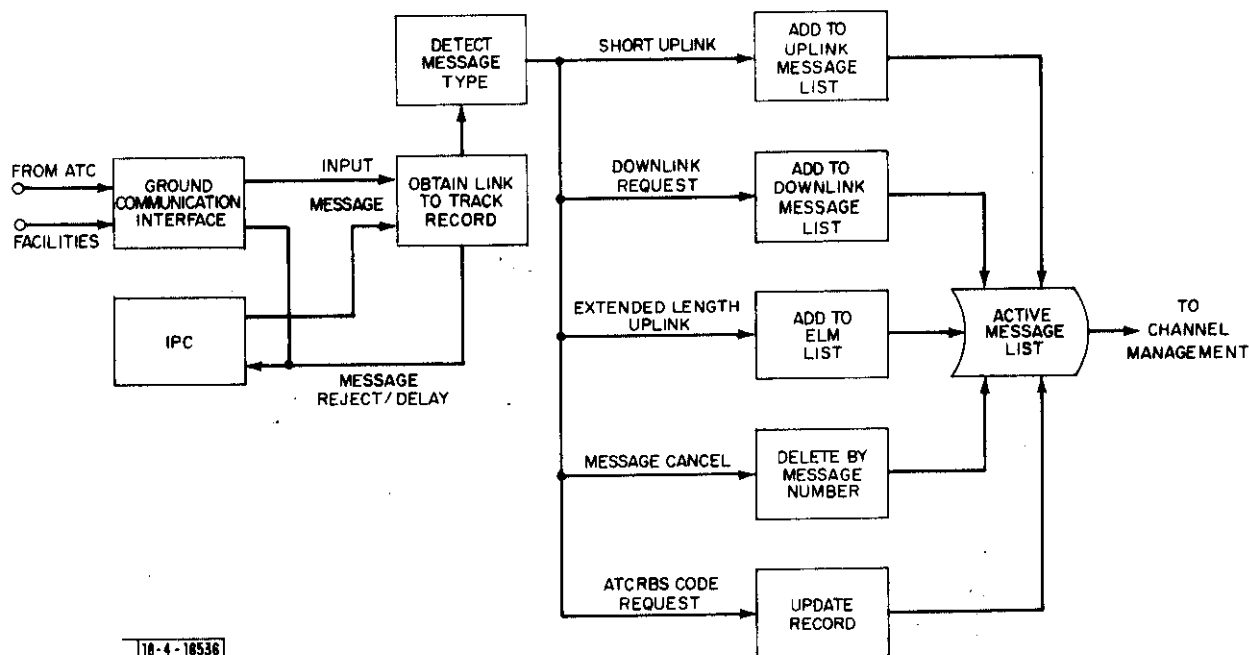 DETECT
MESSAGE
TYPE
SHORT UPLINK
ADD TO
UPLINK
MESSAGE
LIST
FROM ATC
FACILITIES
GROUND
COMMUNICATION
INTERFACE
INPUT
MESSAGE
OBTAIN LINK
TO TRACK
RECORD
DOWNLINK
REQUEST
ADD TO
DOWNLINK
MESSAGE
LIST
IPC
MESSAGE
REJECT/DELAY
EXTENDED LENGTH
UPLINK
ADD TO
ELM
LIST
ACTIVE
MESSAGE
LIST
TO
CHANNEL
MANAGEMENT
MESSAGE CANCEL
DELETE BY
MESSAGE
NUMBER
ATCRBS CODE
REQUEST
UPDATE
RECORD
18-4-16536